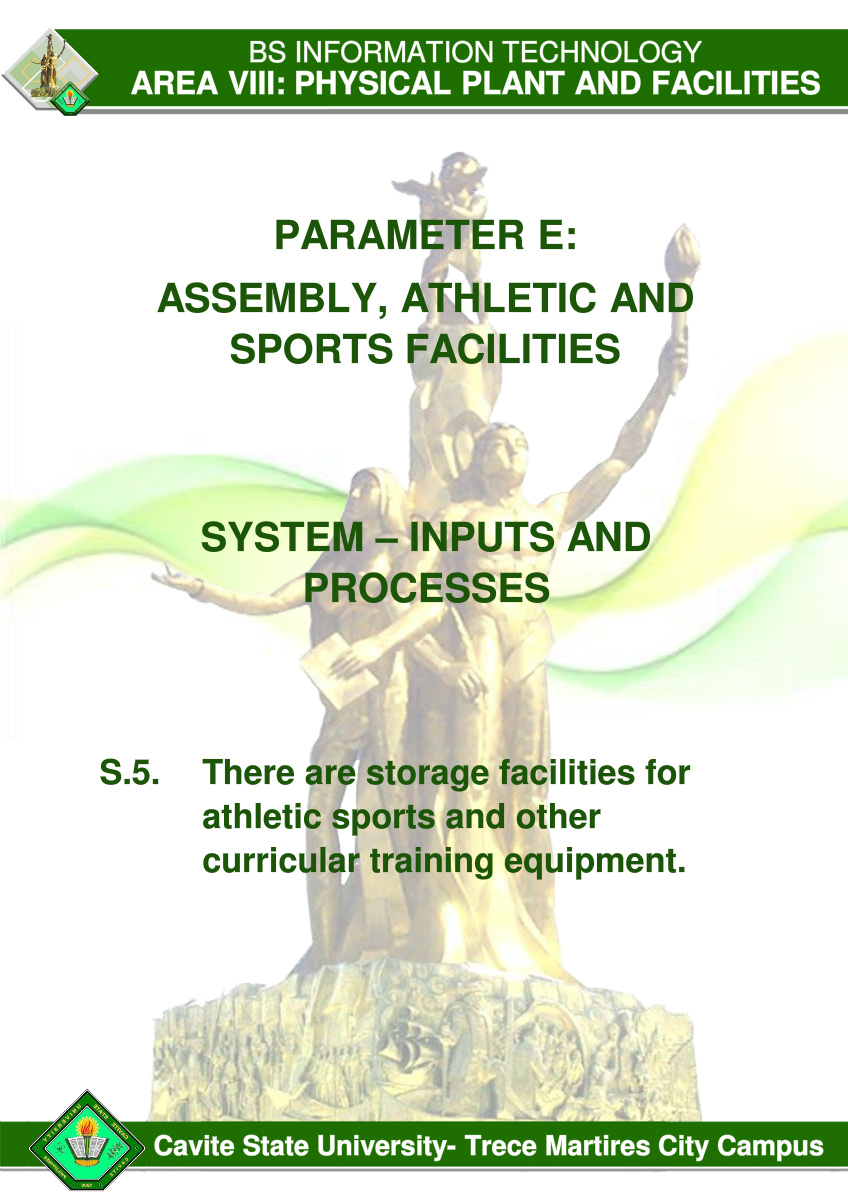 BS INFORMATION TECHNOLOGY
AREA VIII: PHYSICAL PLANT AND FACILITIES
PARAMETER E:
ASSEMBLY, ATHLETIC AND
SPORTS FACILITIES
SYSTEM – INPUTS AND
PROCESSES
S.5. There are storage facilities for
athletic sports and other
curricular training equipment.
Cavite State University- Trece Martires City Campus